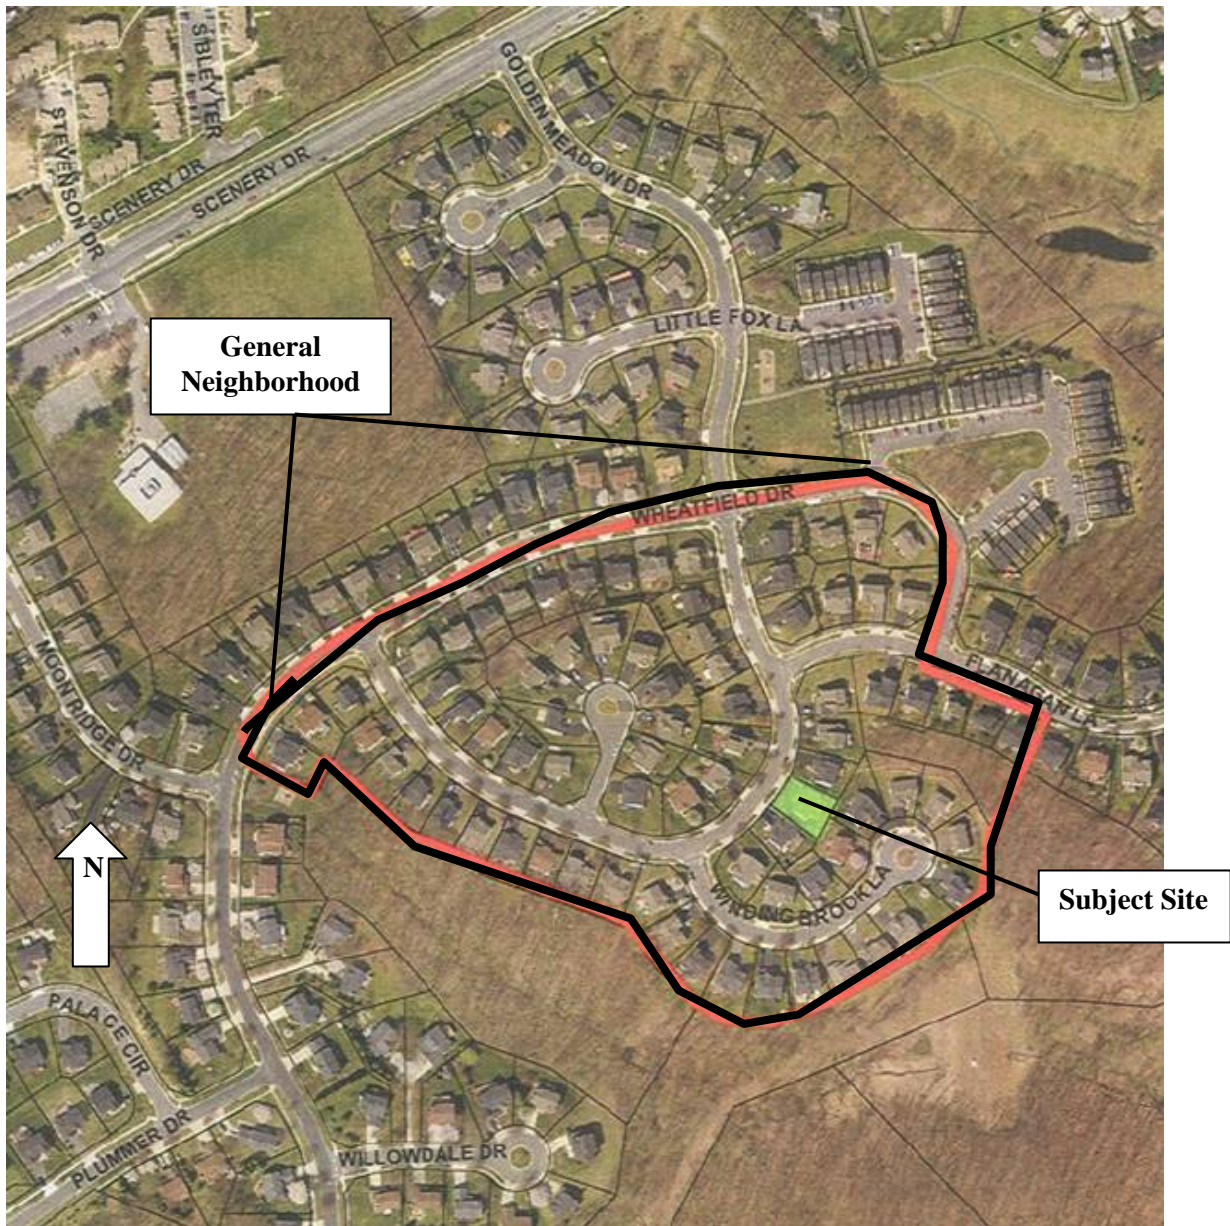 SIBLEY TER
STEVENSON DR
SCENERY DR
SCENERY DR
GOLDEN MEADOW DR
LITTLE FOX LA
General
Neighborhood
WHEATFIELD DR
MOON RIDGE DR
FLANAGAN LA
N
WINDING BROOK LA
Subject Site
PALACE CIR
PLUMMER DR
WILLOWDALE DR